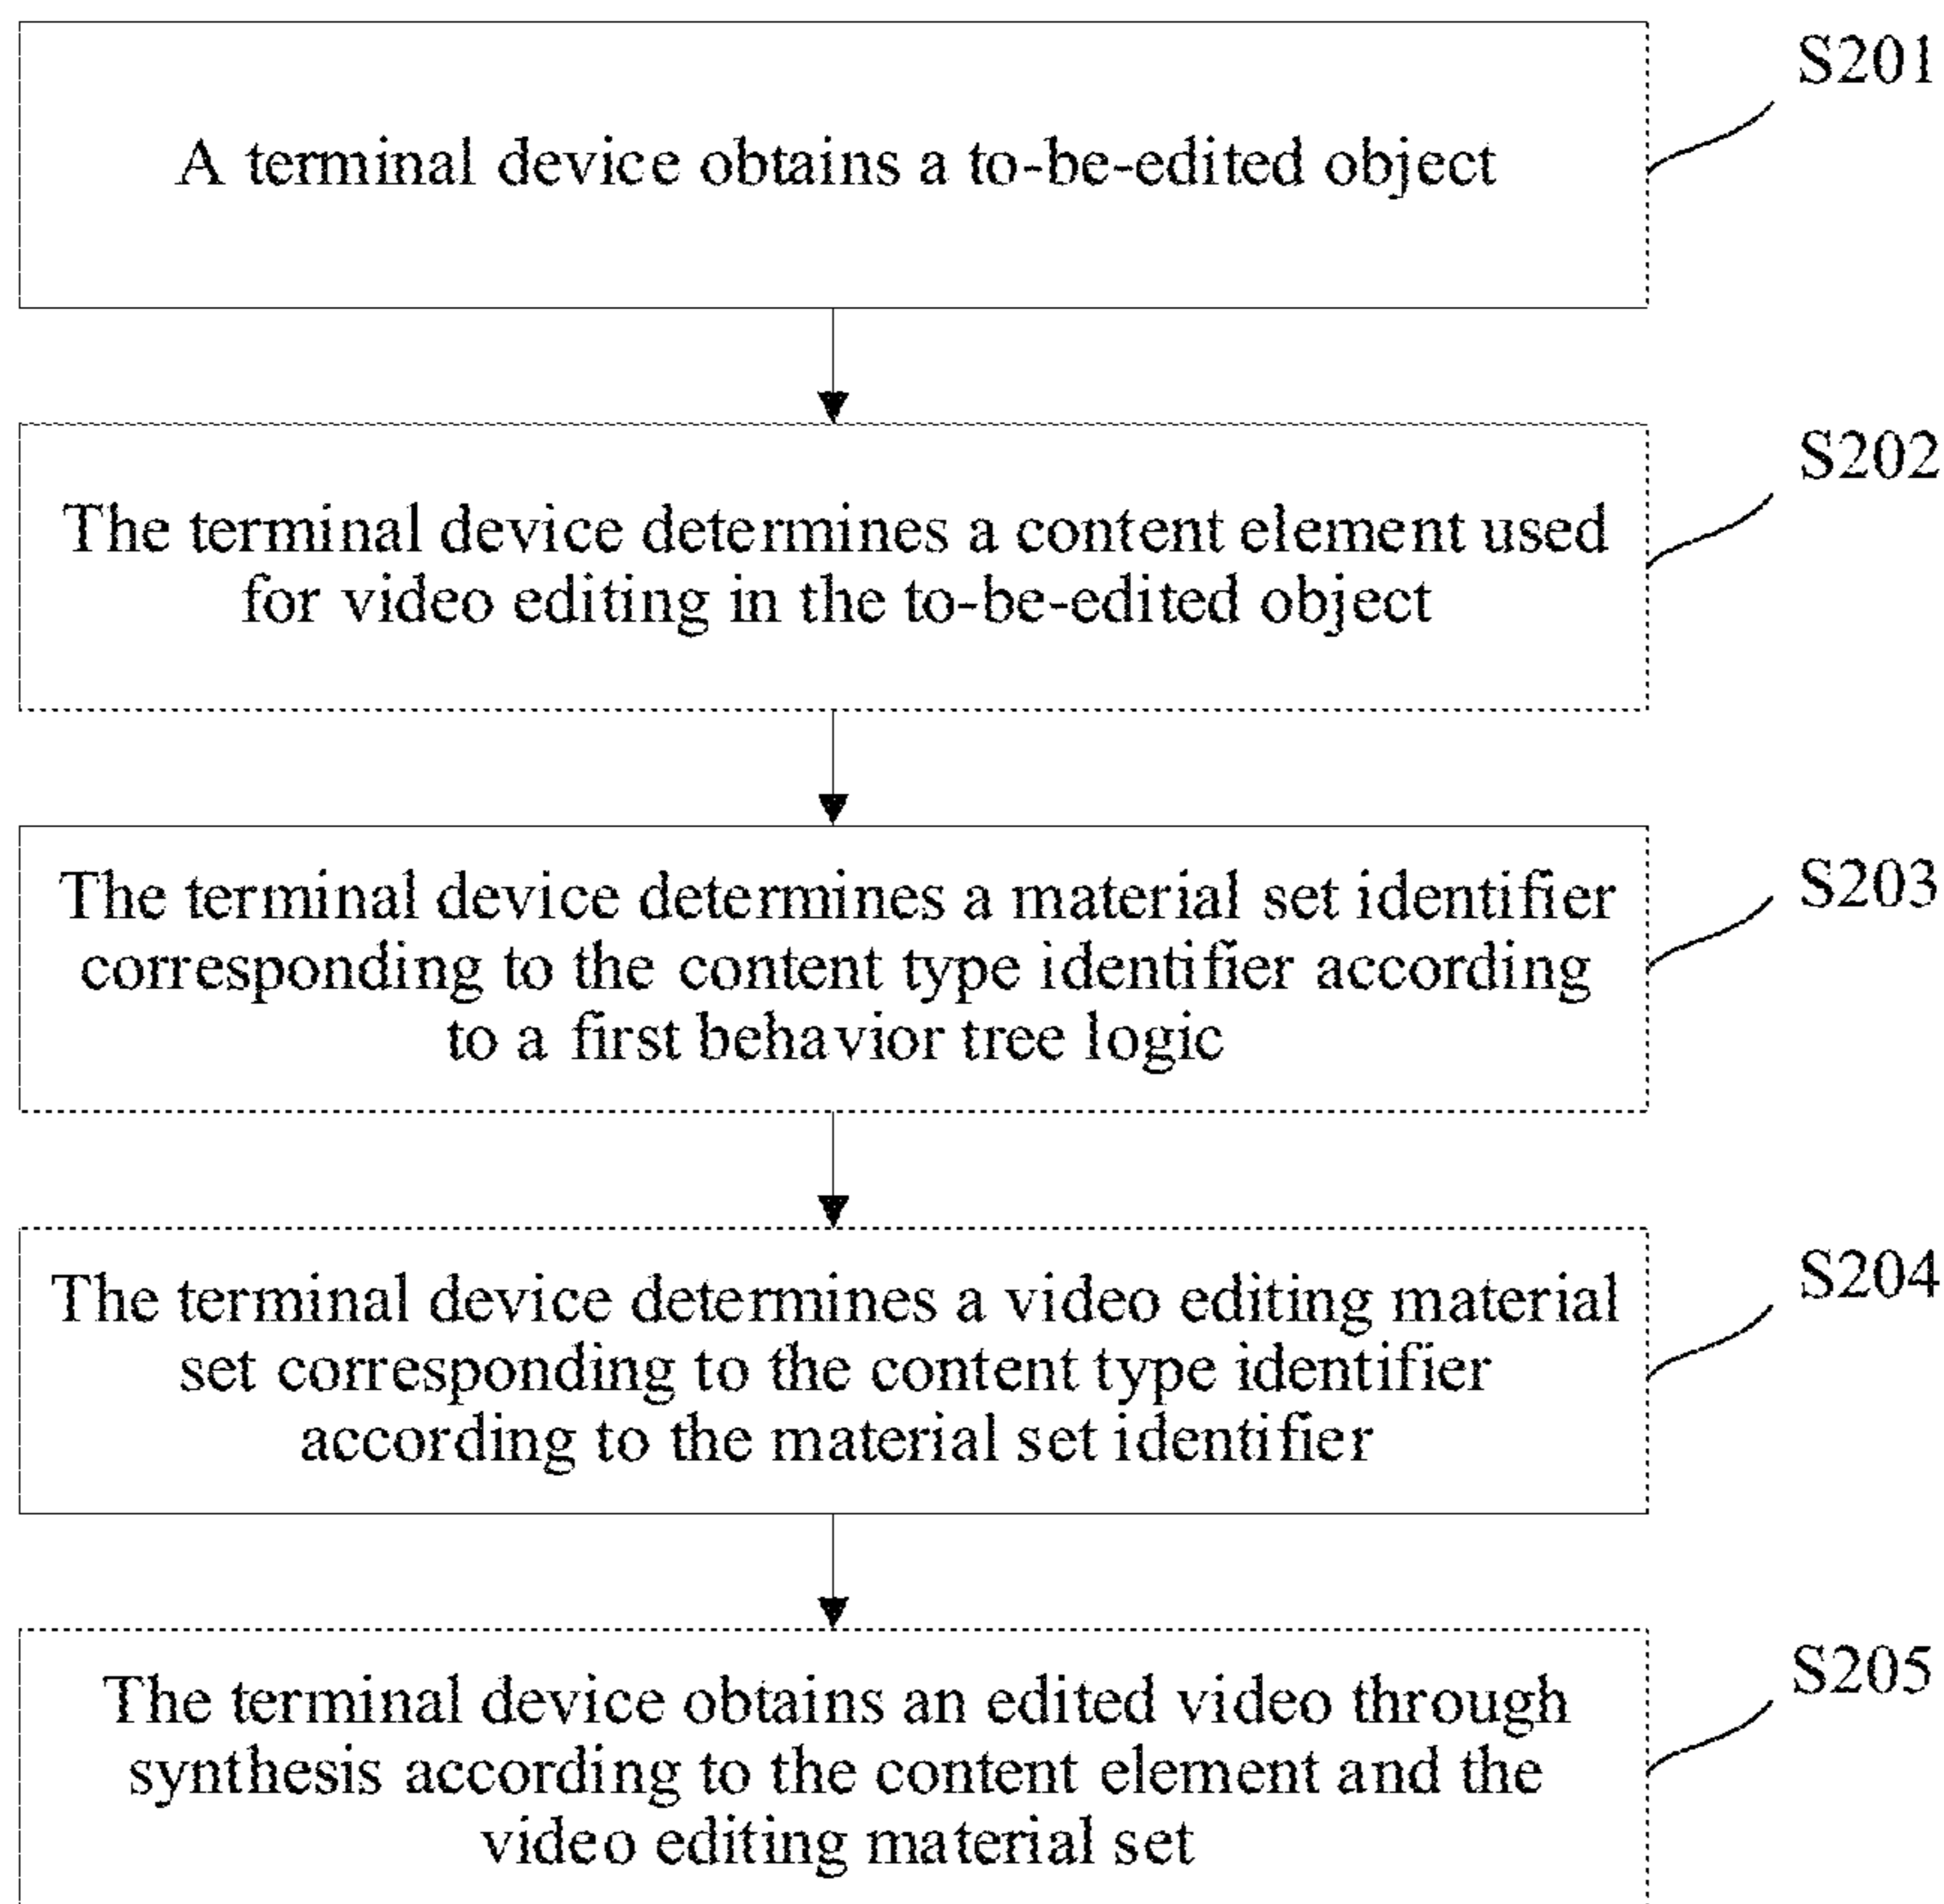 S201
A terminal device obtains a to-be-edited object
S202
The terminal device determines a content element used
for video editing in the to-be-edited object
S203
The terminal device determines a material set identifier
corresponding to the content type identifier according
to a first behavior tree logic
S204
The terminal device determines a video editing material
set corresponding to the content type identifier
according to the material set identifier
S205
The terminal device obtains an edited video through
synthesis according to the content element and the
video editing material set